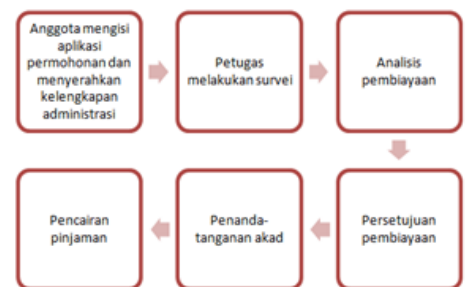 Anggota mengisi
aplikasi
permohonan dan
menyerahkan
kelengkapan
administrasi
Petugas
melakukan survei
Analisis
pembiayaan
Persetujuan
pembiayaan
Penanda-
tanganan akad
Pencairan
pinjaman